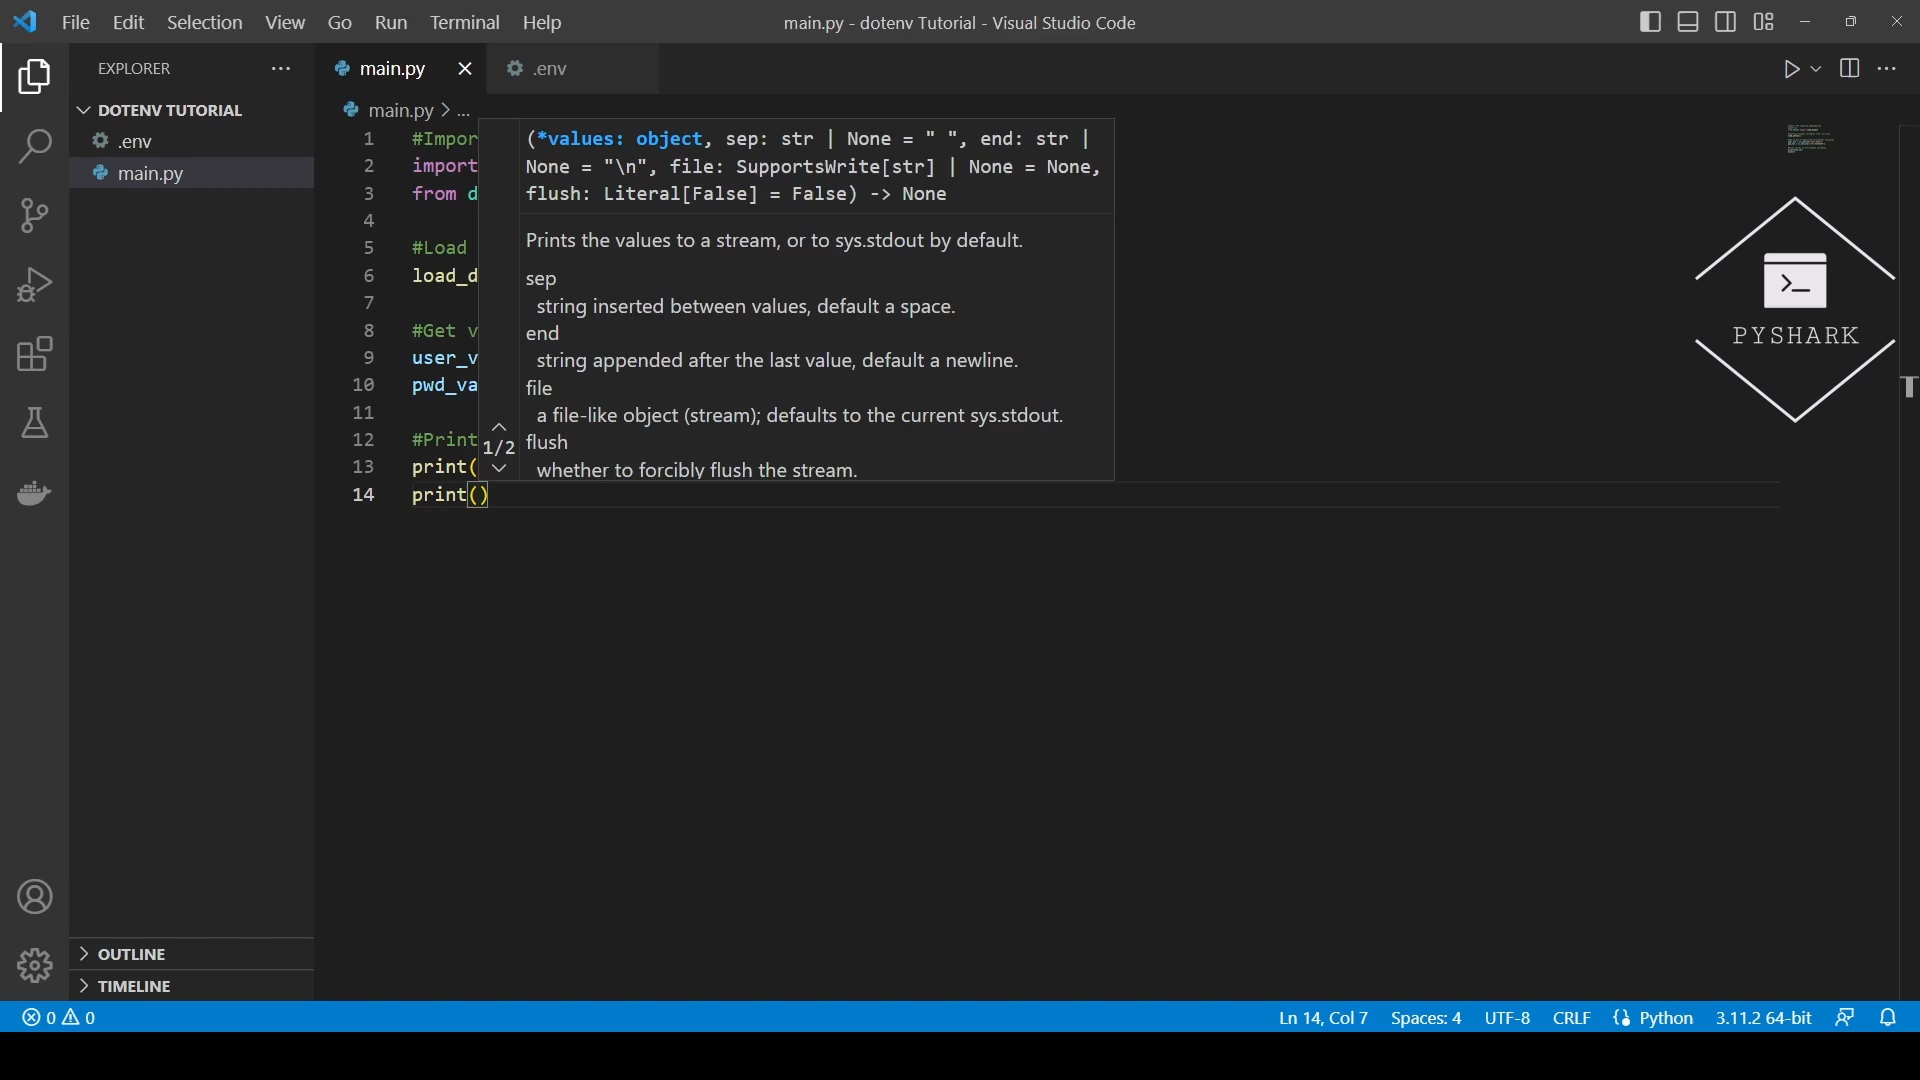 File Edit Selection View Go Run Terminal Help
main.py - dotenv Tutorial - Visual Studio Code
EXPLORER
DOTENV TUTORIAL
.env
main.py
OUTLINE
TIMELINE
main.py
.env
main.py > ...
1 #Impor
2 import
3 from d
4
5 #Load
6 load_d
7
8 #Get v
9 user_v
10 pwd_va
11
12 #Print
13 print(
14 print()
1/2
(*values: object, sep: str | None = " ", end: str |
None = "\n", file: SupportsWrite[str] | None = None,
flush: Literal[False] = False) -> None
Prints the values to a stream, or to sys.stdout by default.
sep
string inserted between values, default a space.
end
string appended after the last value, default a newline.
file
a file-like object (stream); defaults to the current sys.stdout.
flush
whether to forcibly flush the stream.
PYSHARK
0 0
Ln 14, Col 7 Spaces: 4 UTF-8 CRLF Python 3.11.2 64-bit